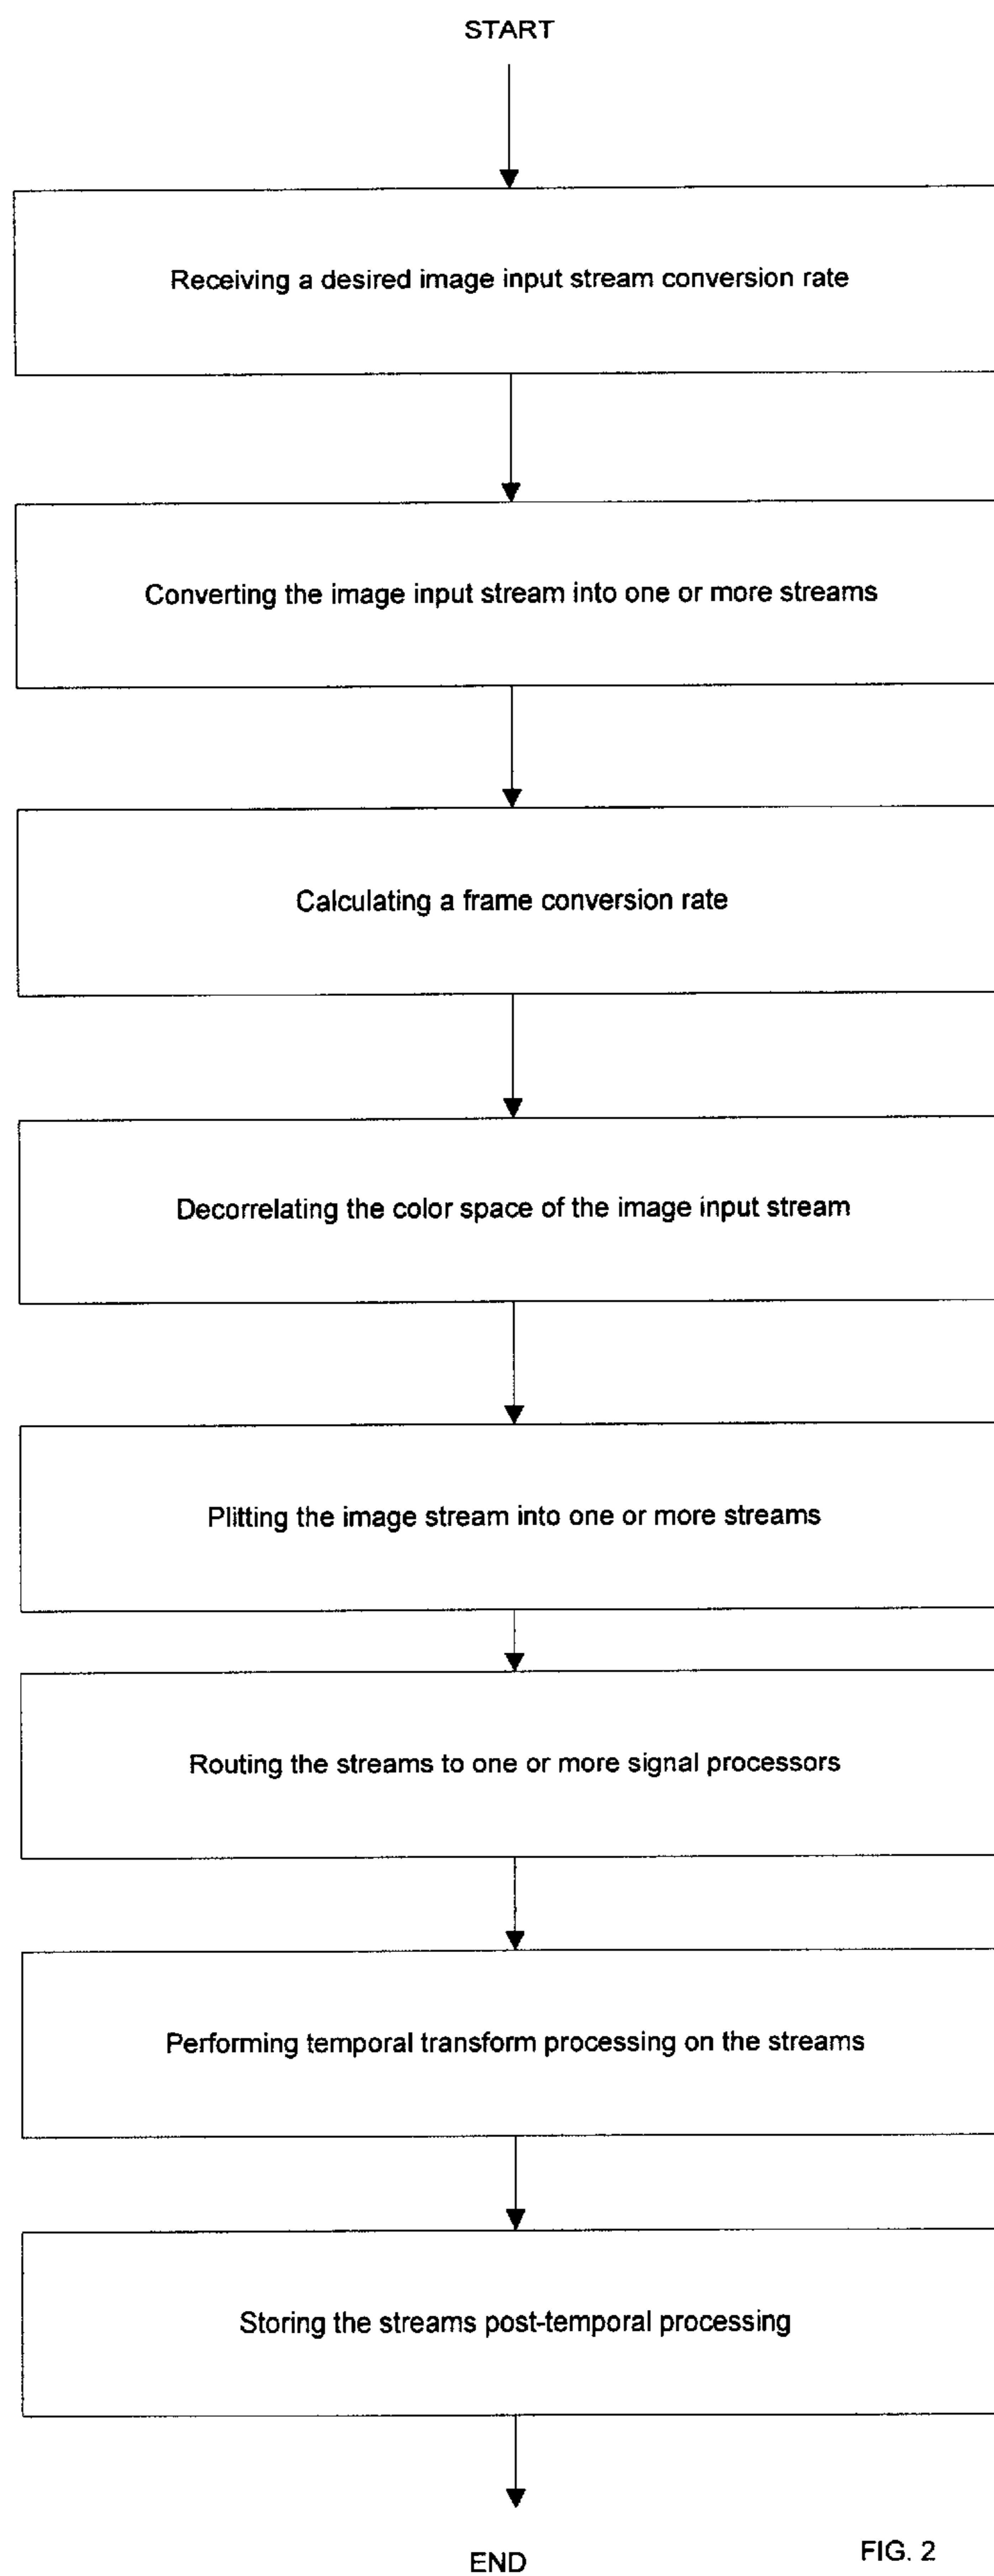 START
Receiving a desired image input stream conversion rate
Converting the image input stream into one or more streams
Calculating a frame conversion rate
Decorrelating the color space of the image input stream
Plitting the image stream into one or more streams
Routing the streams to one or more signal processors
Performing temporal transform processing on the streams
Storing the streams post-temporal processing
END
FIG. 2